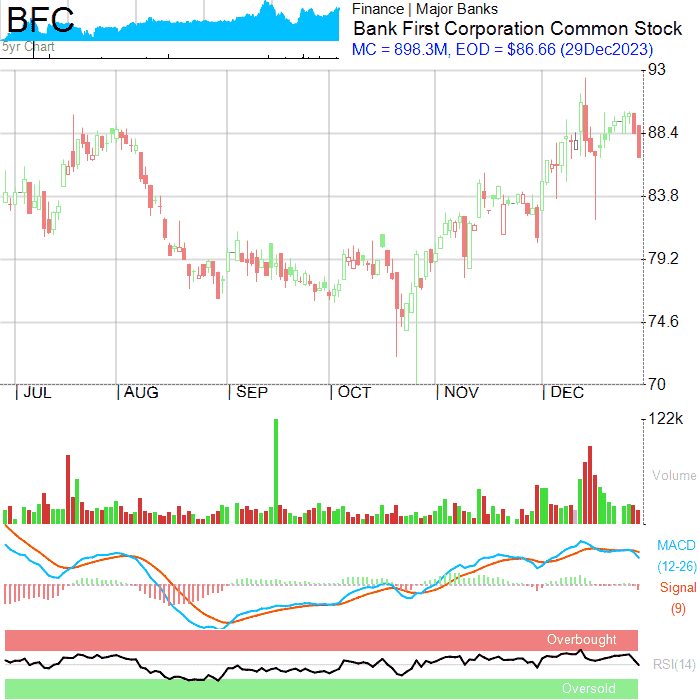 BFC
5yr Chart
Finance | Major Banks
Bank First Corporation Common Stock
MC = 898.3M, EOD = $86.66 (29Dec2023)
93
88.4
83.8
79.2
74.6
70
JUL AUG SEP OCT NOV DEC
122k
Volume
MACD
(12-26)
Signal
(9)
Overbought
RSI(14)
Oversold